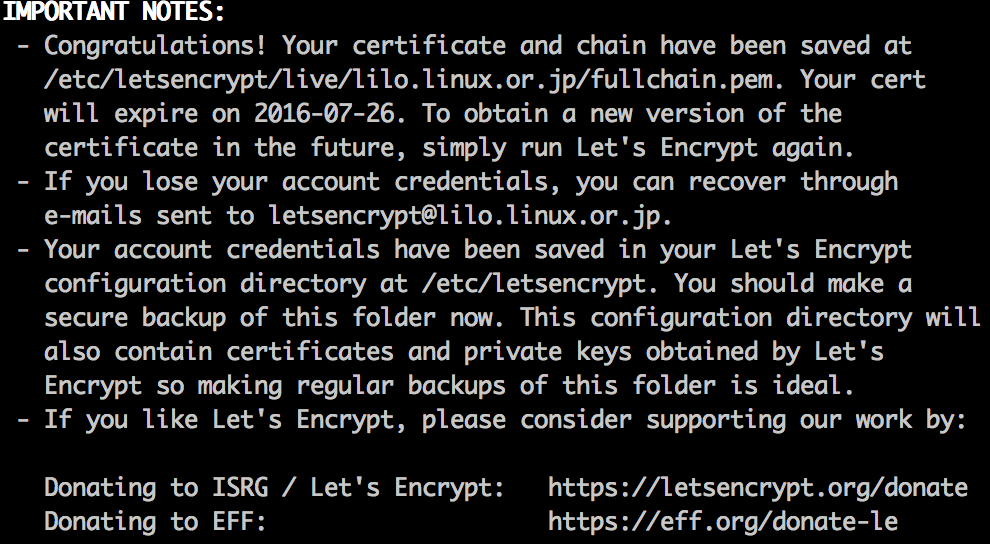 IMPORTANT NOTES:
- Congratulations! Your certificate and chain have been saved at
/etc/letsencrypt/live/lilo.linux.or.jp/fullchain.pem. Your cert
will expire on 2016-07-26. To obtain a new version of the
certificate in the future, simply run Let's Encrypt again.
- If you lose your account credentials, you can recover through
e-mails sent to letsencrypt@lilo.linux.or.jp.
- Your account credentials have been saved in your Let's Encrypt
configuration directory at /etc/letsencrypt. You should make a
secure backup of this folder now. This configuration directory will
also contain certificates and private keys obtained by Let's
Encrypt so making regular backups of this folder is ideal.
- If you like Let's Encrypt, please consider supporting our work by:
Donating to ISRG / Let's Encrypt:   https://letsencrypt.org/donate
Donating to EFF:                    https://eff.org/donate-le